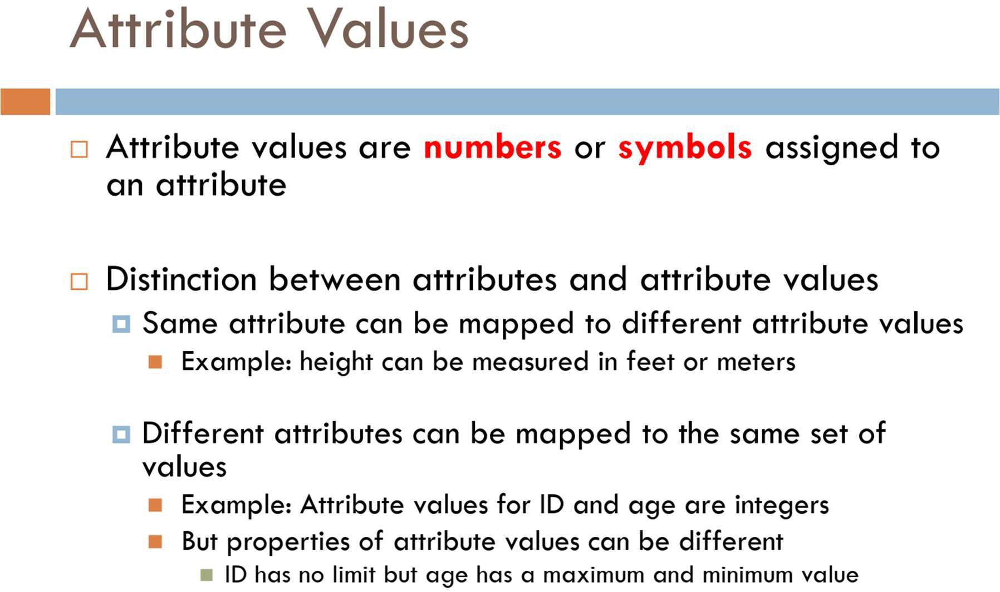 Attribute Values
Attribute values are numbers or symbols assigned to
an attribute
Distinction between attributes and attribute values
Same attribute can be mapped to different attribute values
Example: height can be measured in feet or meters
Different attributes can be mapped to the same set of
values
Example: Attribute values for ID and age are integers
But properties of attribute values can be different
ID has no limit but age has a maximum and minimum value